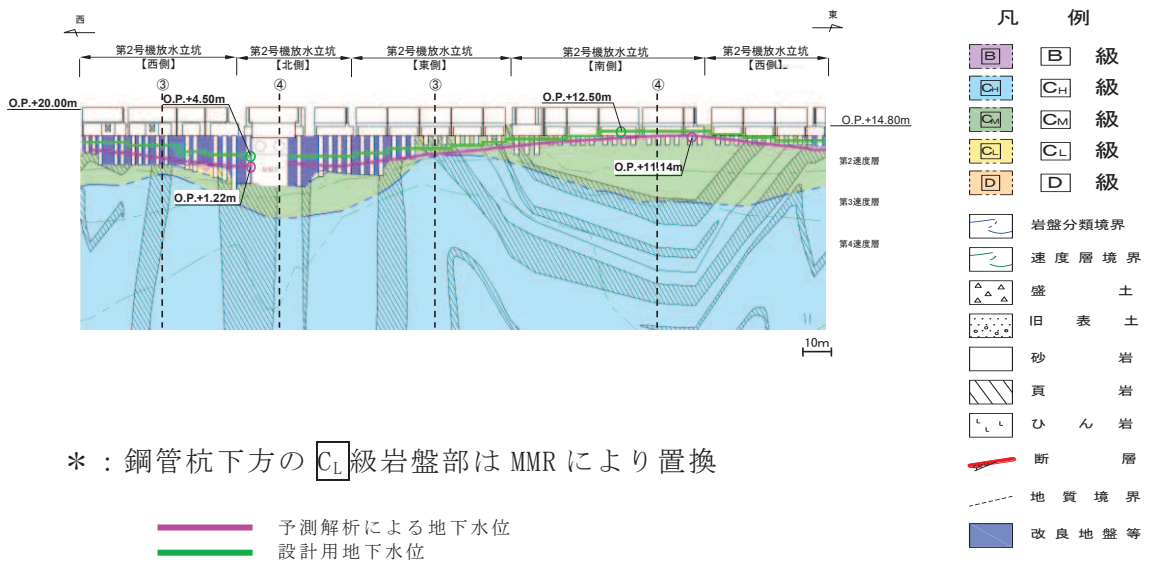 西
東
第2号機放水立坑
【西側】
第2号機放水立坑
【北側】
第2号機放水立坑
【東側】
第2号機放水立坑
【南側】
第2号機放水立坑
【西側】
③
④
③
④
O.P.+20.00m
O.P.+4.50m
O.P.+12.50m
O.P.+14.80m
O.P.+1.22m
O.P.+11.14m
第2速度層
第3速度層
第4速度層
10m
＊：鋼管杭下方のCL級岩盤部はMMRにより置換
予測解析による地下水位
設計用地下水位
凡 例
B B 級
CH CH 級
CM CM 級
CL CL 級
D D 級
岩盤分類境界
速度層境界
盛土
旧表土
砂岩
頁岩
ひん岩
断層
地質境界
改良地盤等